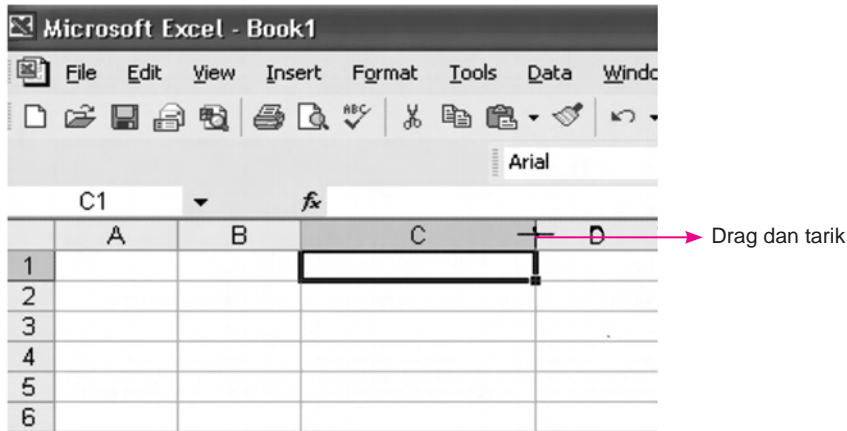 Microsoft Excel - Book1
File Edit View Insert Format Tools Data
ABC
Arial
C1 fx
A B C D
Drag dan tarik
1
2
3
4
5
6